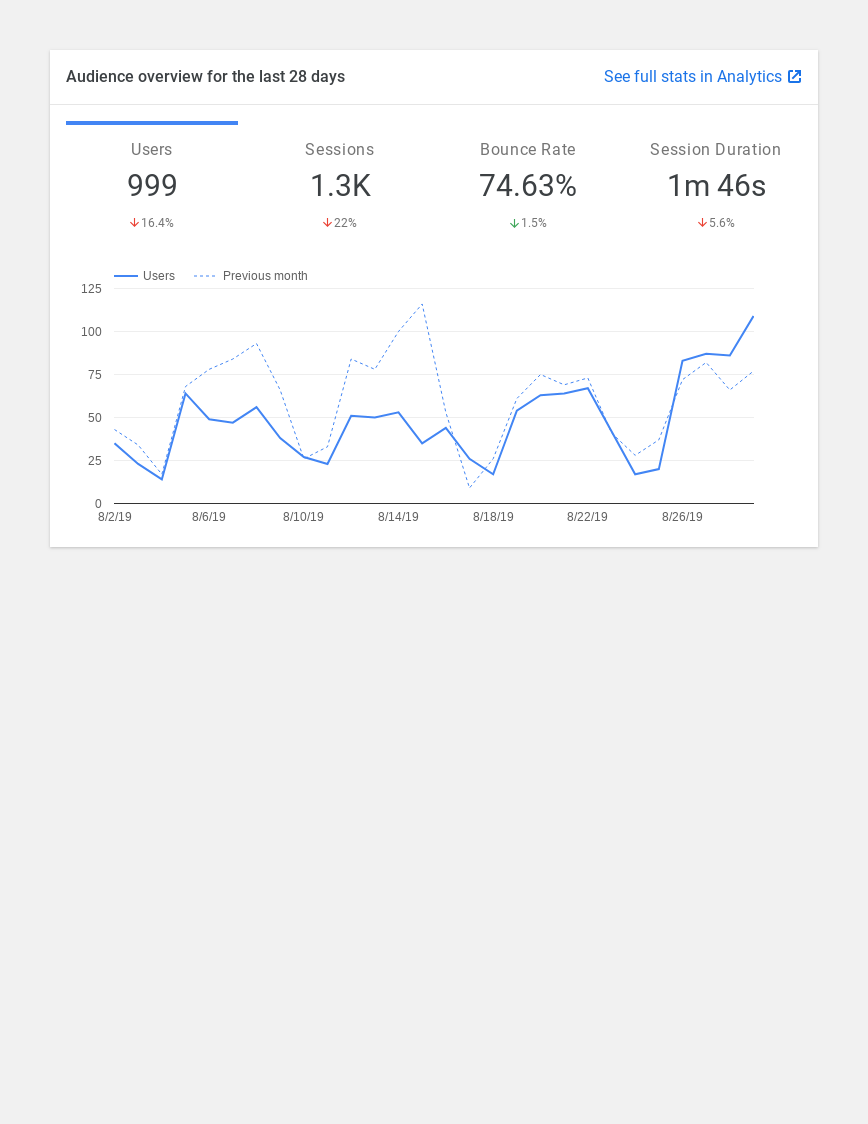 Audience overview for the last 28 days See full stats in Analytics
Users Sessions Bounce Rate Session Duration
999 1.3K 74.63% 1m 46s
16.4% 22% 1.5% 5.6%
Users Previous month
125
100
75
50
25
0
8/2/19 8/6/19 8/10/19 8/14/19 8/18/19 8/22/19 8/26/19